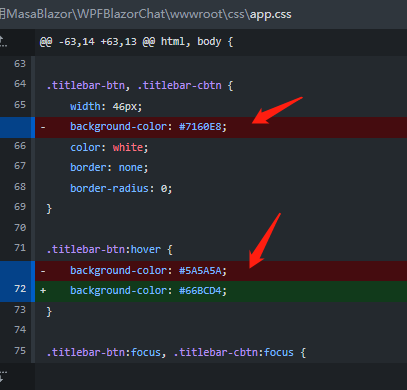 用MasaBlazor\WPFBlazorChat\wwwroot\css\app.css
@@ -63,14 +63,13 @@ html, body {
63
64 .titlebar-btn, .titlebar-cbtn {
65 width: 46px;
- background-color: #7160E8;
66 color: white;
67 border: none;
68 border-radius: 0;
69 }
70
71 .titlebar-btn:hover {
- background-color: #5A5A5A;
72 + background-color: #66BCD4;
73 }
74
75 .titlebar-btn:focus, .titlebar-cbtn:focus {